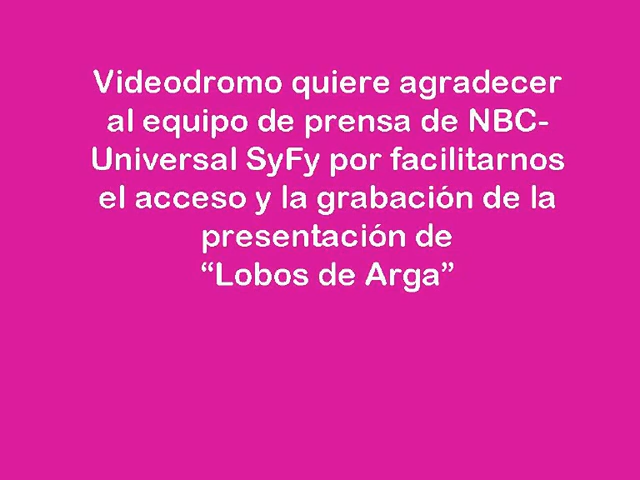 Videodromo quiere agradecer
al equipo de prensa de NBC-
Universal SyFy por facilitarnos
el acceso y la grabación de la
presentación de
“Lobos de Arga”